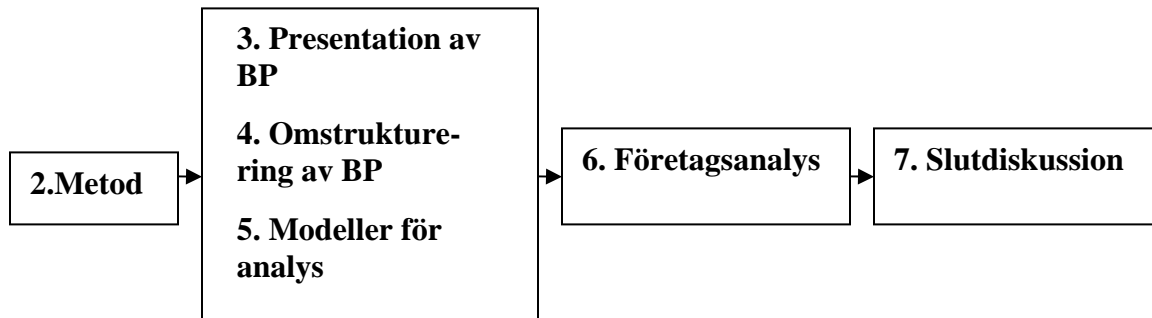 2.Metod
3. Presentation av
BP
4. Omstrukture-
ring av BP
5. Modeller för
analys
6. Företagsanalys
7. Slutdiskussion